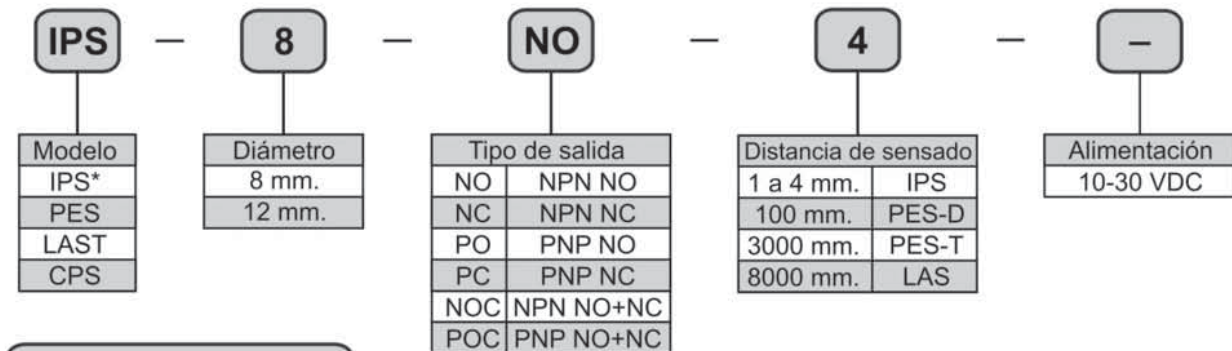 IPS – 8 – NO – 4 – –
Modelo
IPS*
PES
LAST
CPS
Diámetro
8 mm.
12 mm.
Tipo de salida
NO NPN NO
NC NPN NC
PO PNP NO
PC PNP NC
NOC NPN NO+NC
POC PNP NO+NC
Distancia de sensado
1 a 4 mm. IPS
100 mm. PES-D
3000 mm. PES-T
8000 mm. LAS
Alimentación
10-30 VDC